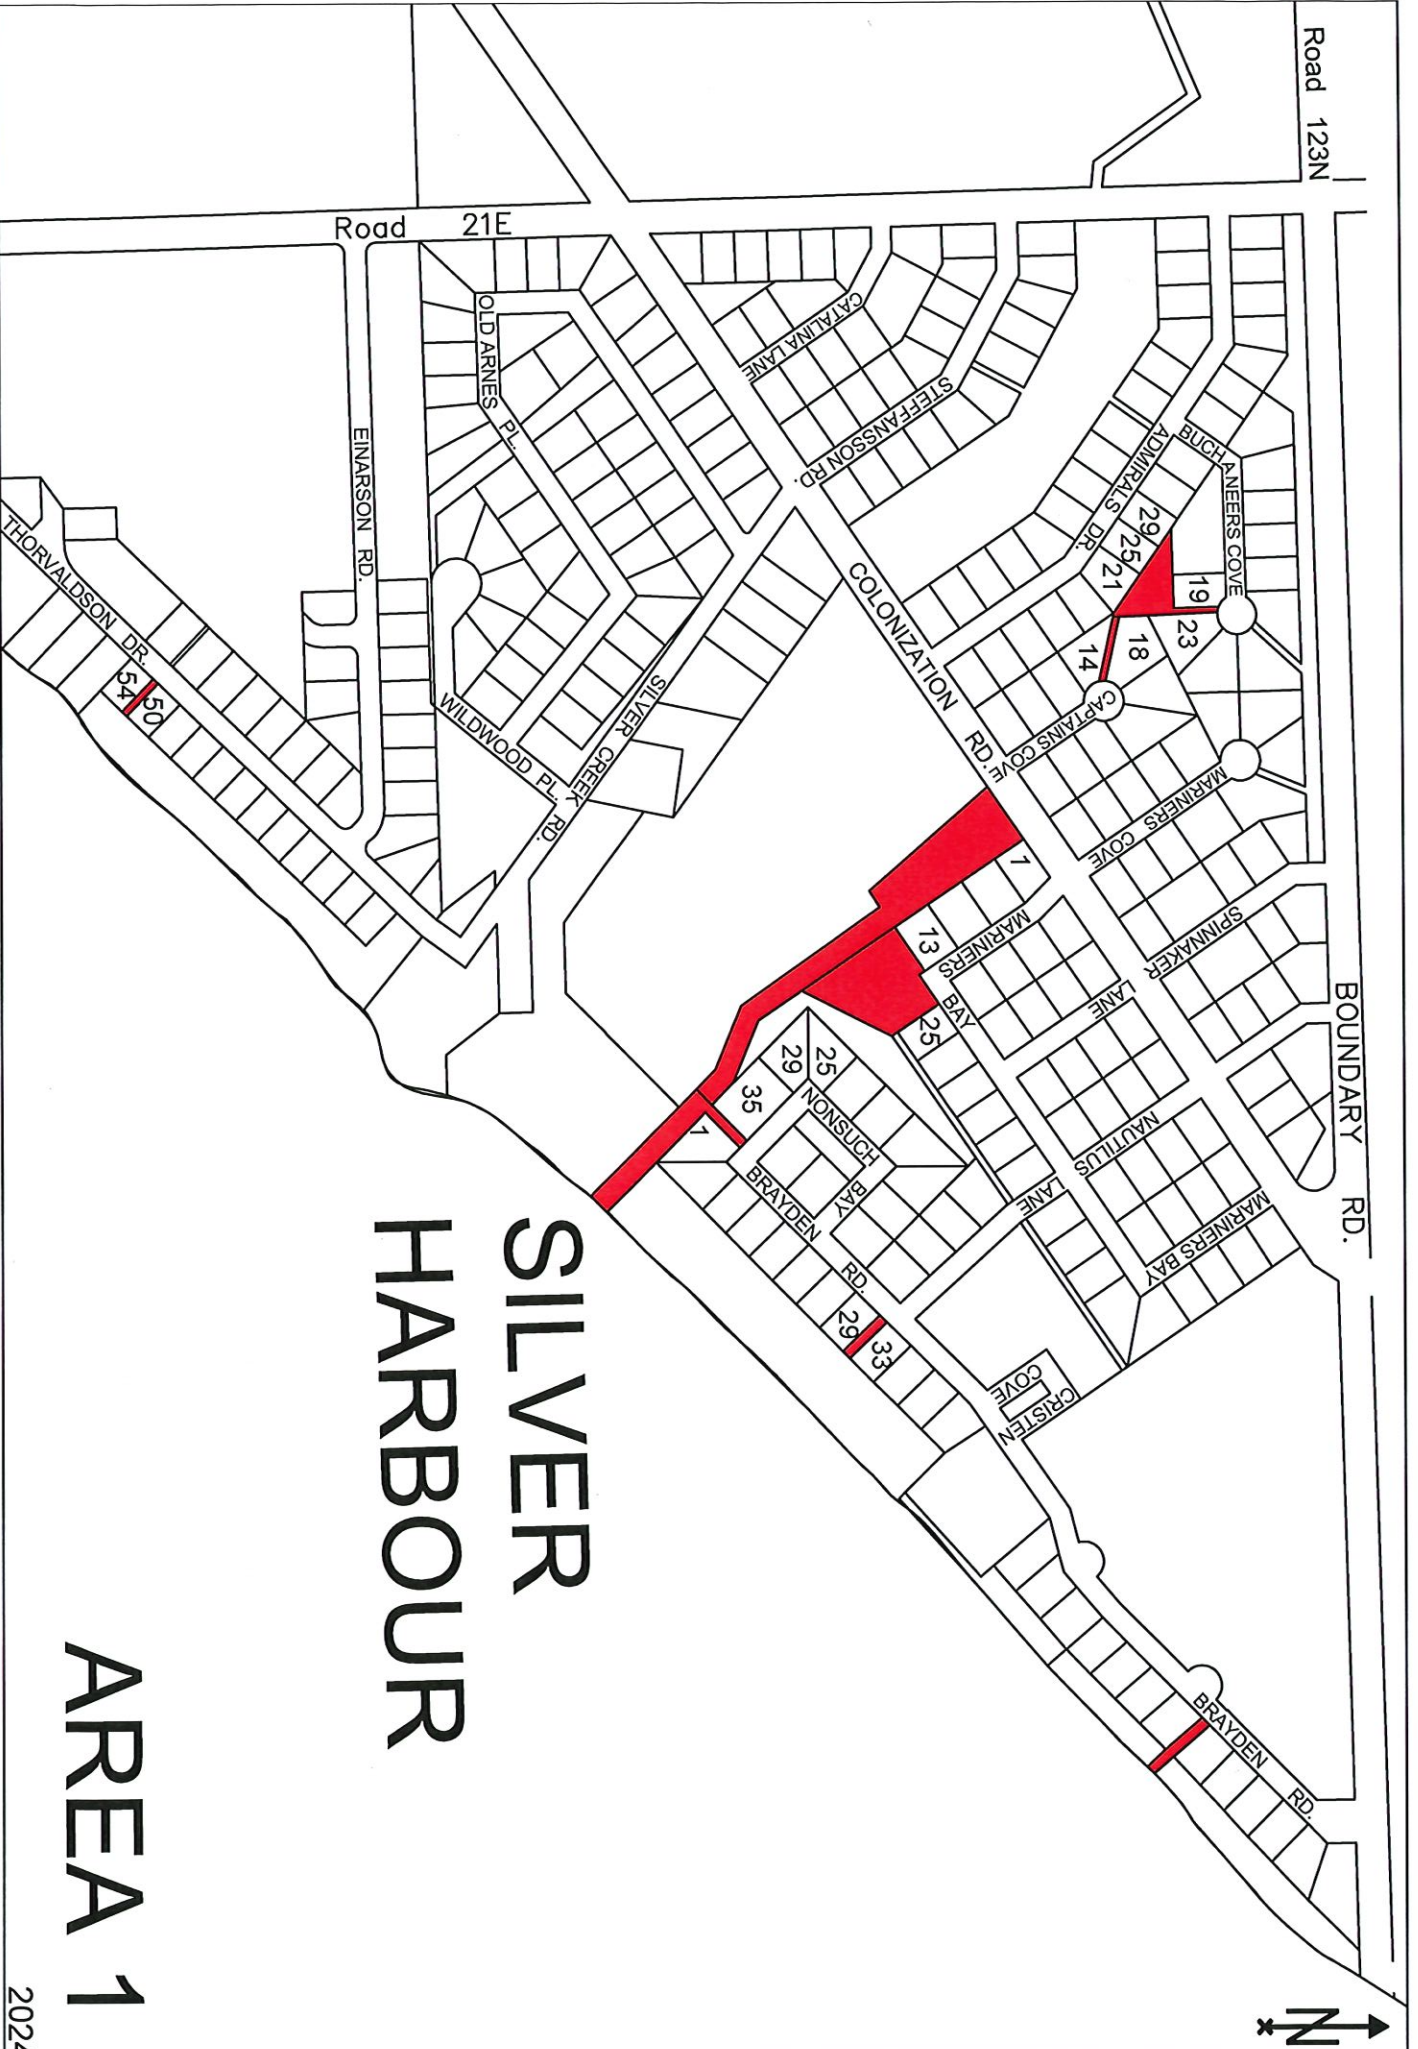 Road 123N
BOUNDARY RD.
Road 21E
BUCHANEERS COVE
ADMIRALS DR.
29
25
21
19
23
18
14
CAPTAINS COVE
MARINERS COVE
SPINNAKER LANE
NAUTILUS LANE
MARINERS BAY
CATALINA LANE
STEFFANSSON RD.
COLONIZATION RD.
7
13
MARINERS BAY
25
25
29
35
7
NONSUCH BAY
BRAYDEN RD.
29
33
CRISTEN COVE
BRAYDEN RD.
OLD ARNES PL.
SILVER CREEK RD.
WILDWOOD PL.
EINARSON RD.
THORVALDSON DR.
54
50
SILVER
HARBOUR
AREA 1
2024
N